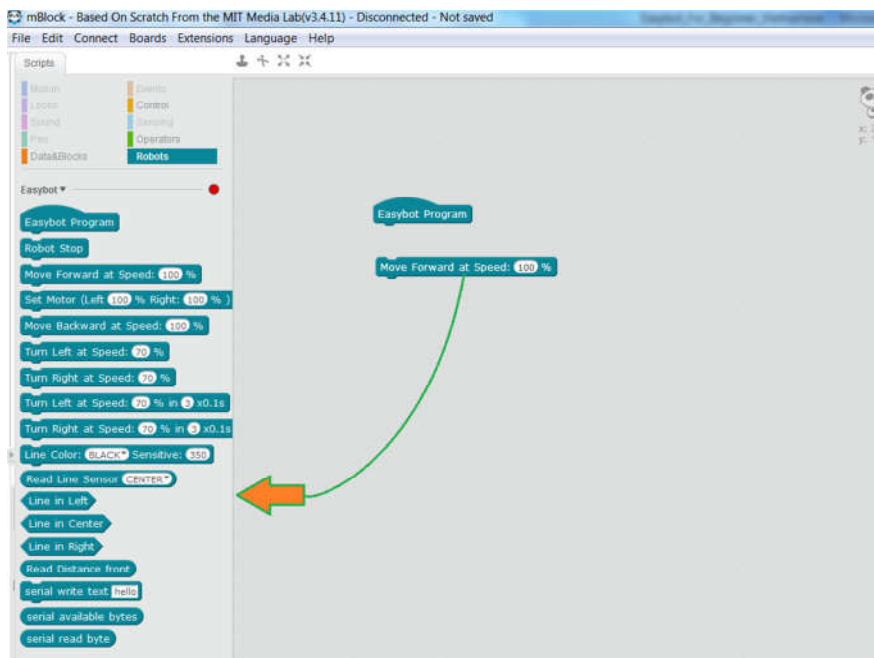 mBlock - Based On Scratch From the MIT Media Lab(v3.4.11) - Disconnected - Not saved
File Edit Connect Boards Extensions Language Help
Scripts
Motion Events
Looks Control
Sound Sensing
Pen Operators
Data&Blocks Robots
Easybot
Easybot Program
Robot Stop
Move Forward at Speed: 100 %
Set Motor (Left 100 % Right: 100 % )
Move Backward at Speed: 100 %
Turn Left at Speed: 70 %
Turn Right at Speed: 70 %
Turn Left at Speed: 70 % in 3 x0.1s
Turn Right at Speed: 70 % in 3 x0.1s
Line Color: BLACK Sensitive: 350
Read Line Sensor CENTER
Line in Left
Line in Center
Line in Right
Read Distance front
serial write text hello
serial available bytes
serial read byte
Easybot Program
Move Forward at Speed: 100 %
x:
y: